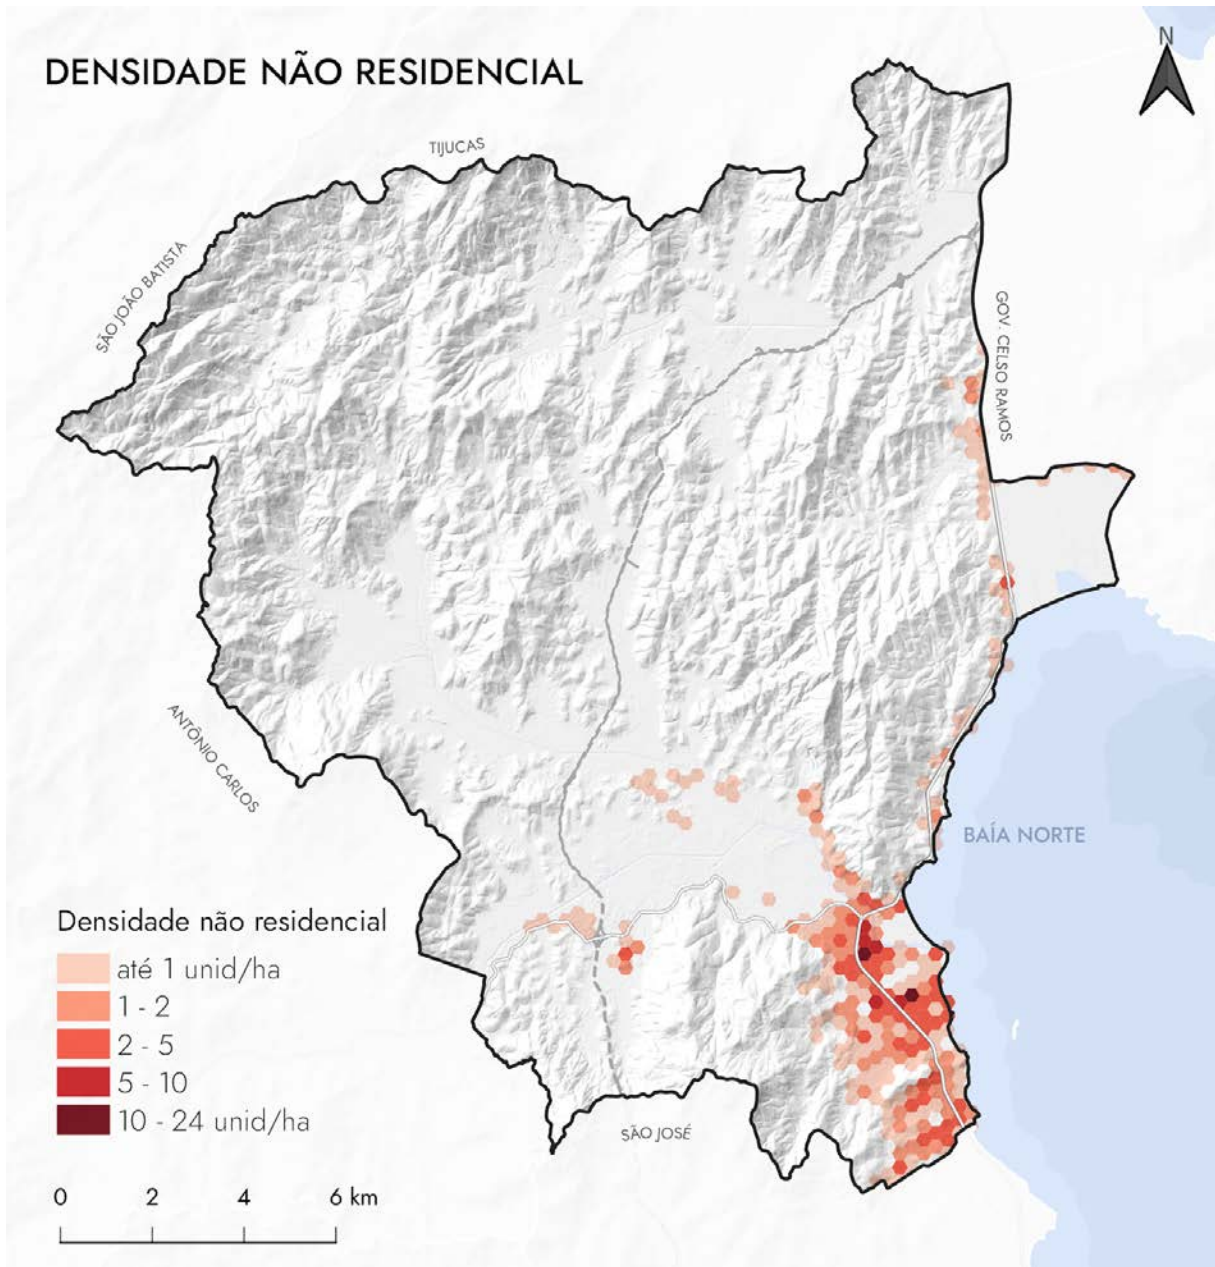 DENSIDADE NÃO RESIDENCIAL
N
TIJUCAS
SÃO JOÃO BATISTA
GOV. CELSO RAMOS
ANTÔNIO CARLOS
BAÍA NORTE
SÃO JOSÉ
Densidade não residencial
até 1 unid/ha
1 - 2
2 - 5
5 - 10
10 - 24 unid/ha
0 2 4 6 km